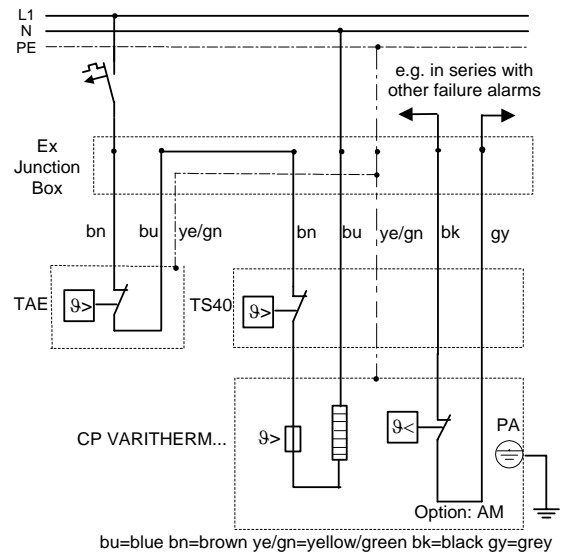 L1
N
PE
e.g. in series with
other failure alarms
Ex
Junction
Box
bn
bu
ye/gn
bn
bu
ye/gn
bk
gy
TAE
ϑ>
TS40
ϑ>
CP VARITHERM...
ϑ>
ϑ<
PA
Option: AM
bu=blue bn=brown ye/gn=yellow/green bk=black gy=grey